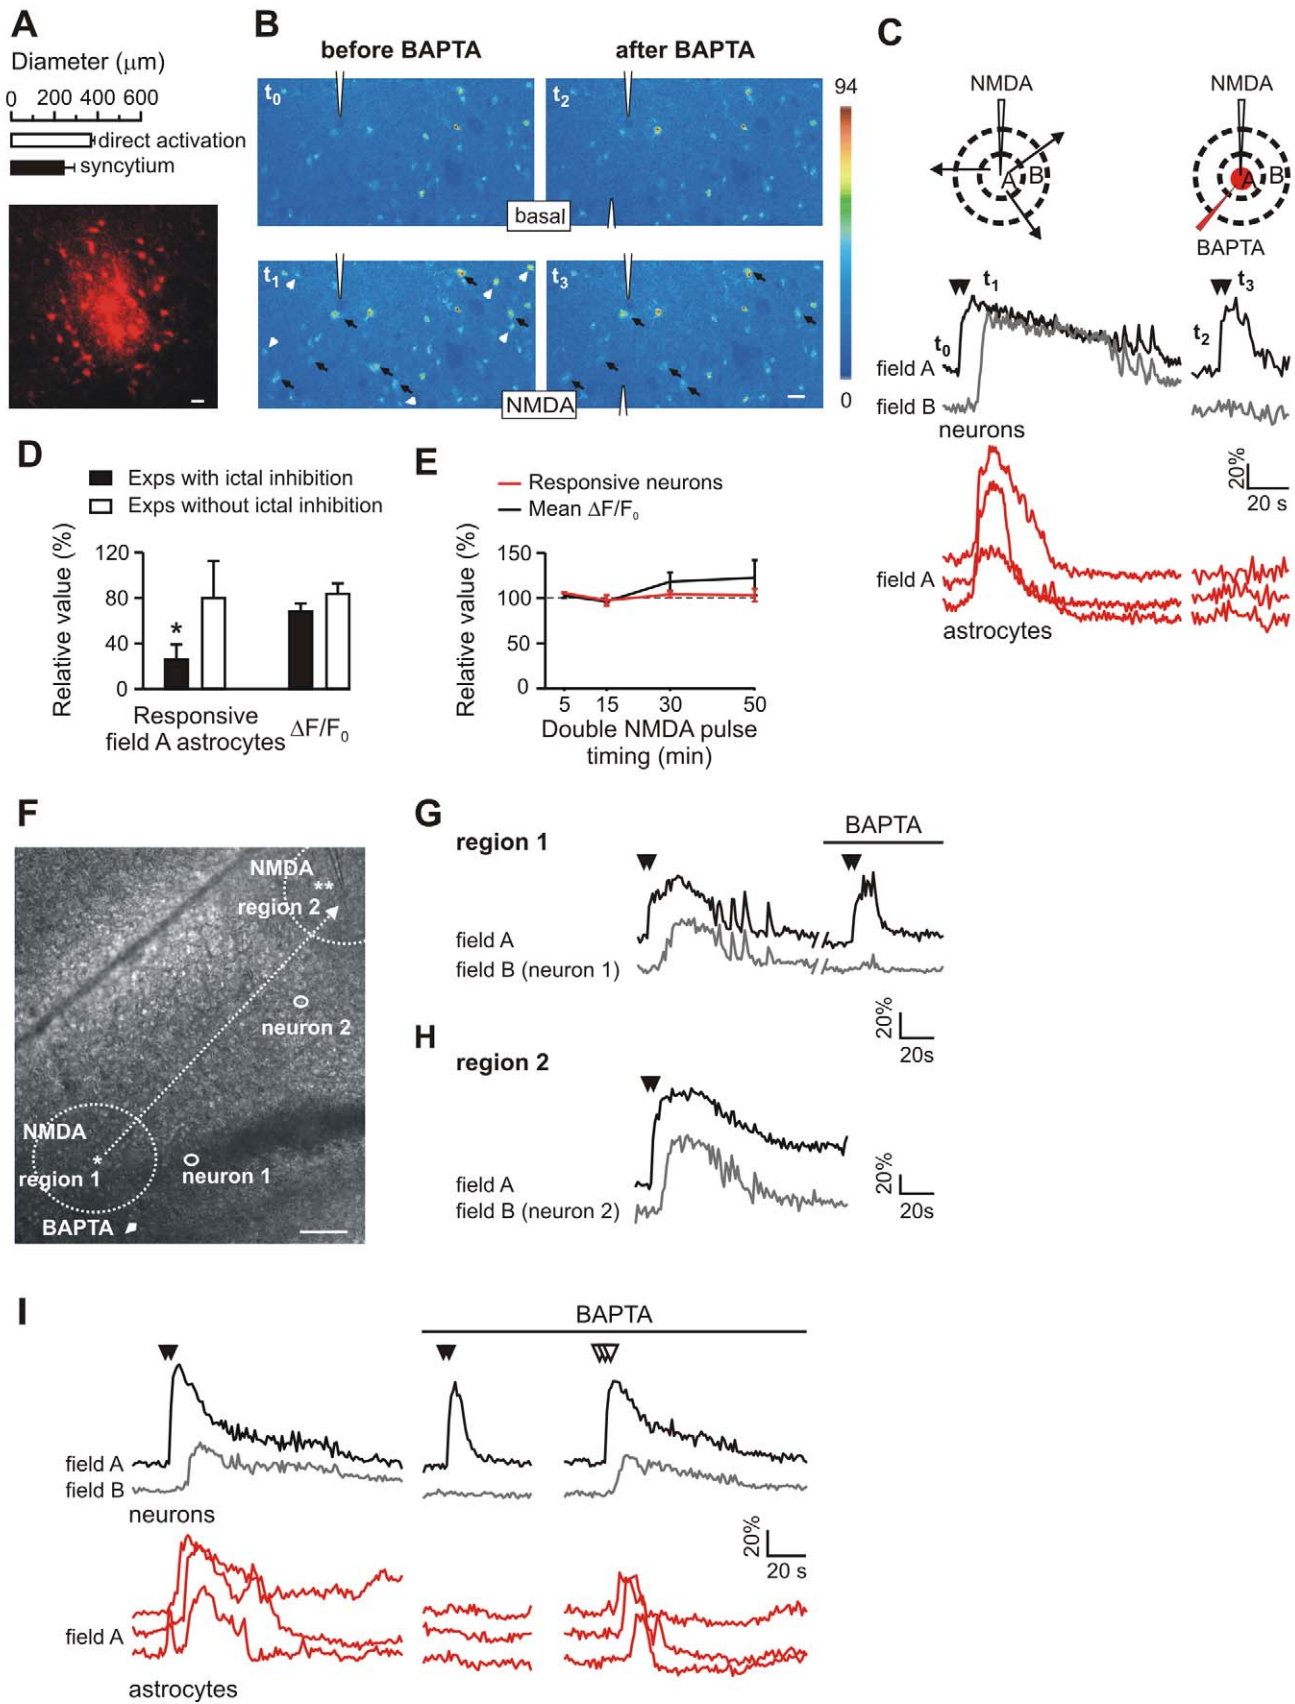 A
Diameter (μm)
0 200 400 600
direct activation
syncytium
B
before BAPTA
after BAPTA
t0
t2
basal
t1
t3
NMDA
94
0
C
NMDA
A
B
NMDA
A
B
BAPTA
t0
t1
t2
t3
field A
field B
neurons
20%
20 s
field A
astrocytes
D
Exps with ictal inhibition
Exps without ictal inhibition
Relative value (%)
120
80
40
0
*
Responsive
field A astrocytes
ΔF/F0
E
Responsive neurons
Mean ΔF/F0
Relative value (%)
150
100
50
0
5 15 30 50
Double NMDA pulse
timing (min)
F
NMDA
**
region 2
neuron 2
NMDA
*
region 1
neuron 1
BAPTA
G
region 1
BAPTA
field A
field B (neuron 1)
20%
20s
H
region 2
field A
field B (neuron 2)
20%
20s
I
BAPTA
field A
field B
neurons
20%
20 s
field A
astrocytes